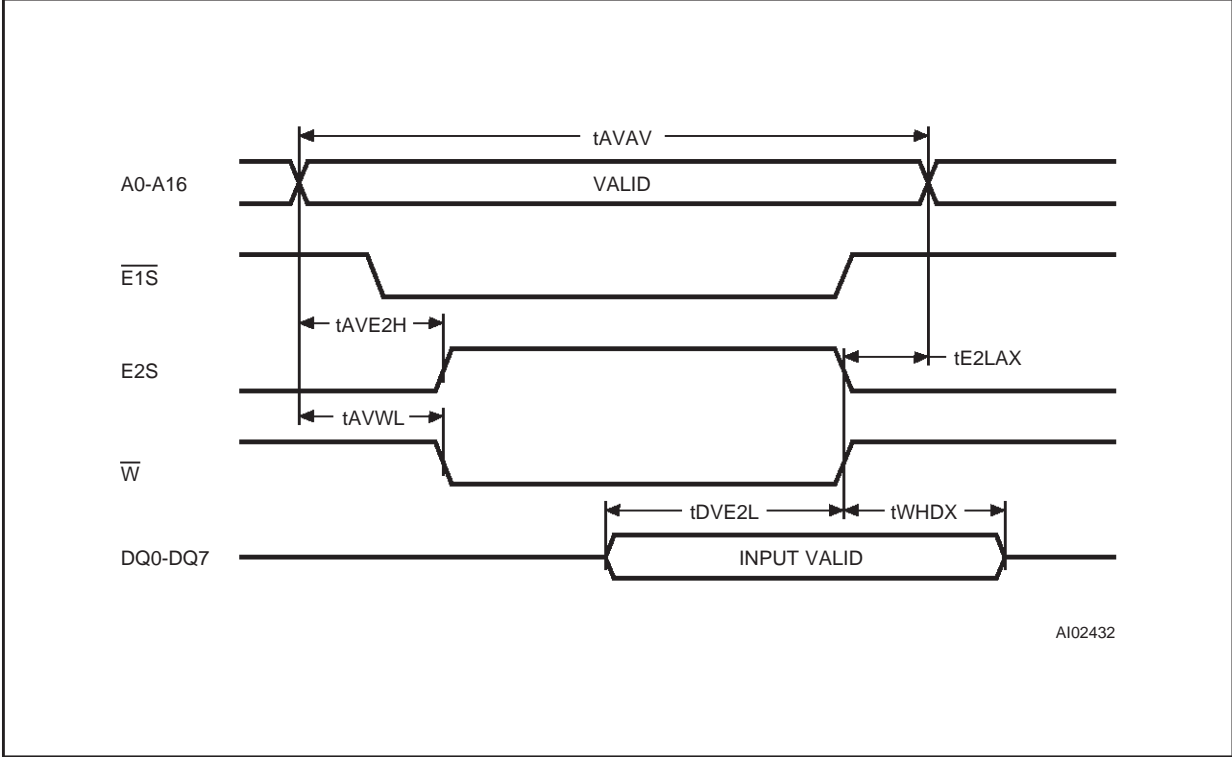 tAVAV
A0-A16
VALID
E1S
tAVE2H
E2S
tE2LAX
tAVWL
W
tDVE2L
tWHDX
DQ0-DQ7
INPUT VALID
AI02432